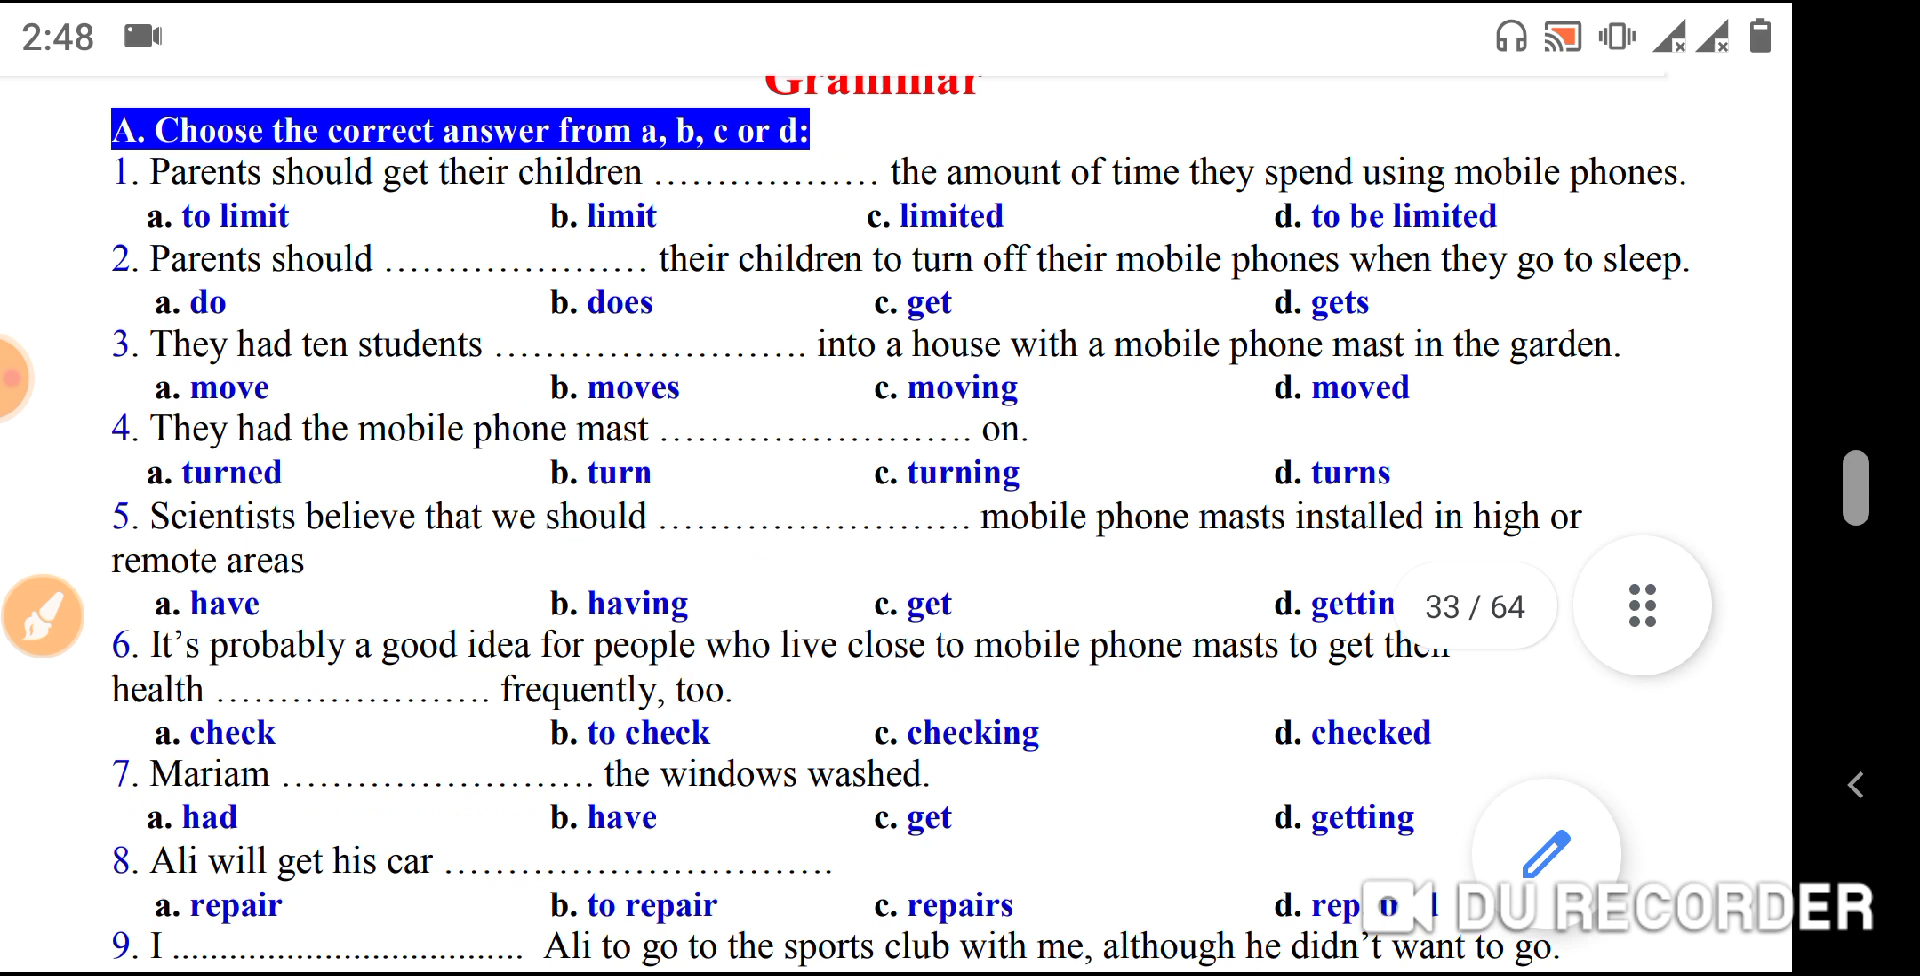 2:48
Grammar
A. Choose the correct answer from a, b, c or d:
1. Parents should get their children ……………… the amount of time they spend using mobile phones.
a. to limit b. limit c. limited d. to be limited
2. Parents should ………………… their children to turn off their mobile phones when they go to sleep.
a. do b. does c. get d. gets
3. They had ten students …………………… into a house with a mobile phone mast in the garden.
a. move b. moves c. moving d. moved
4. They had the mobile phone mast …………………… on.
a. turned b. turn c. turning d. turns
5. Scientists believe that we should …………………… mobile phone masts installed in high or
remote areas
a. have b. having c. get d. gettin
33 / 64
6. It’s probably a good idea for people who live close to mobile phone masts to get their
health ………………… frequently, too.
a. check b. to check c. checking d. checked
7. Mariam …………………… the windows washed.
a. had b. have c. get d. getting
8. Ali will get his car …………………………
a. repair b. to repair c. repairs d.
DU RECORDER
9. I ..................................... Ali to go to the sports club with me, although he didn’t want to go.